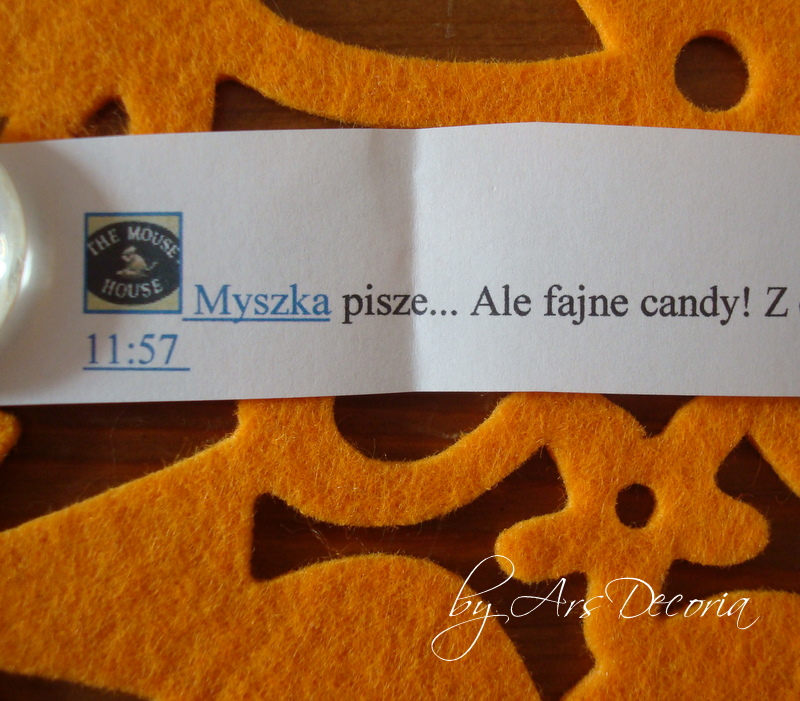 THE MOUSE
HOUSE
Myszka pisze... Ale fajne candy! Z
11:57
by Ars Decoria